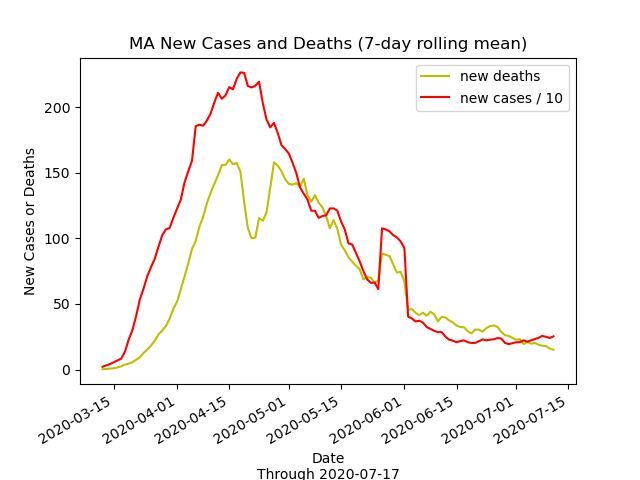 MA New Cases and Deaths (7-day rolling mean)
new deaths
new cases / 10
New Cases or Deaths
200
150
100
50
0
2020-03-15
2020-04-01
2020-04-15
2020-05-01
2020-05-15
2020-06-01
2020-06-15
2020-07-01
2020-07-15
Date
Through 2020-07-17